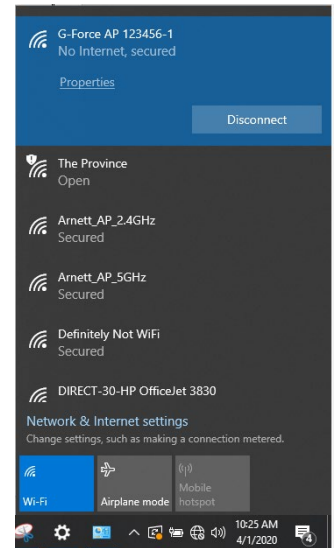 G-Force AP 123456-1
No Internet, secured
Properties
Disconnect
The Province
Open
Arnett_AP_2.4GHz
Secured
Arnett_AP_5GHz
Secured
Definitely Not WiFi
Secured
DIRECT-30-HP OfficeJet 3830
Network & Internet settings
Change settings, such as making a connection metered.
Wi-Fi
Airplane mode
Mobile
hotspot
10:25 AM
4/1/2020
4